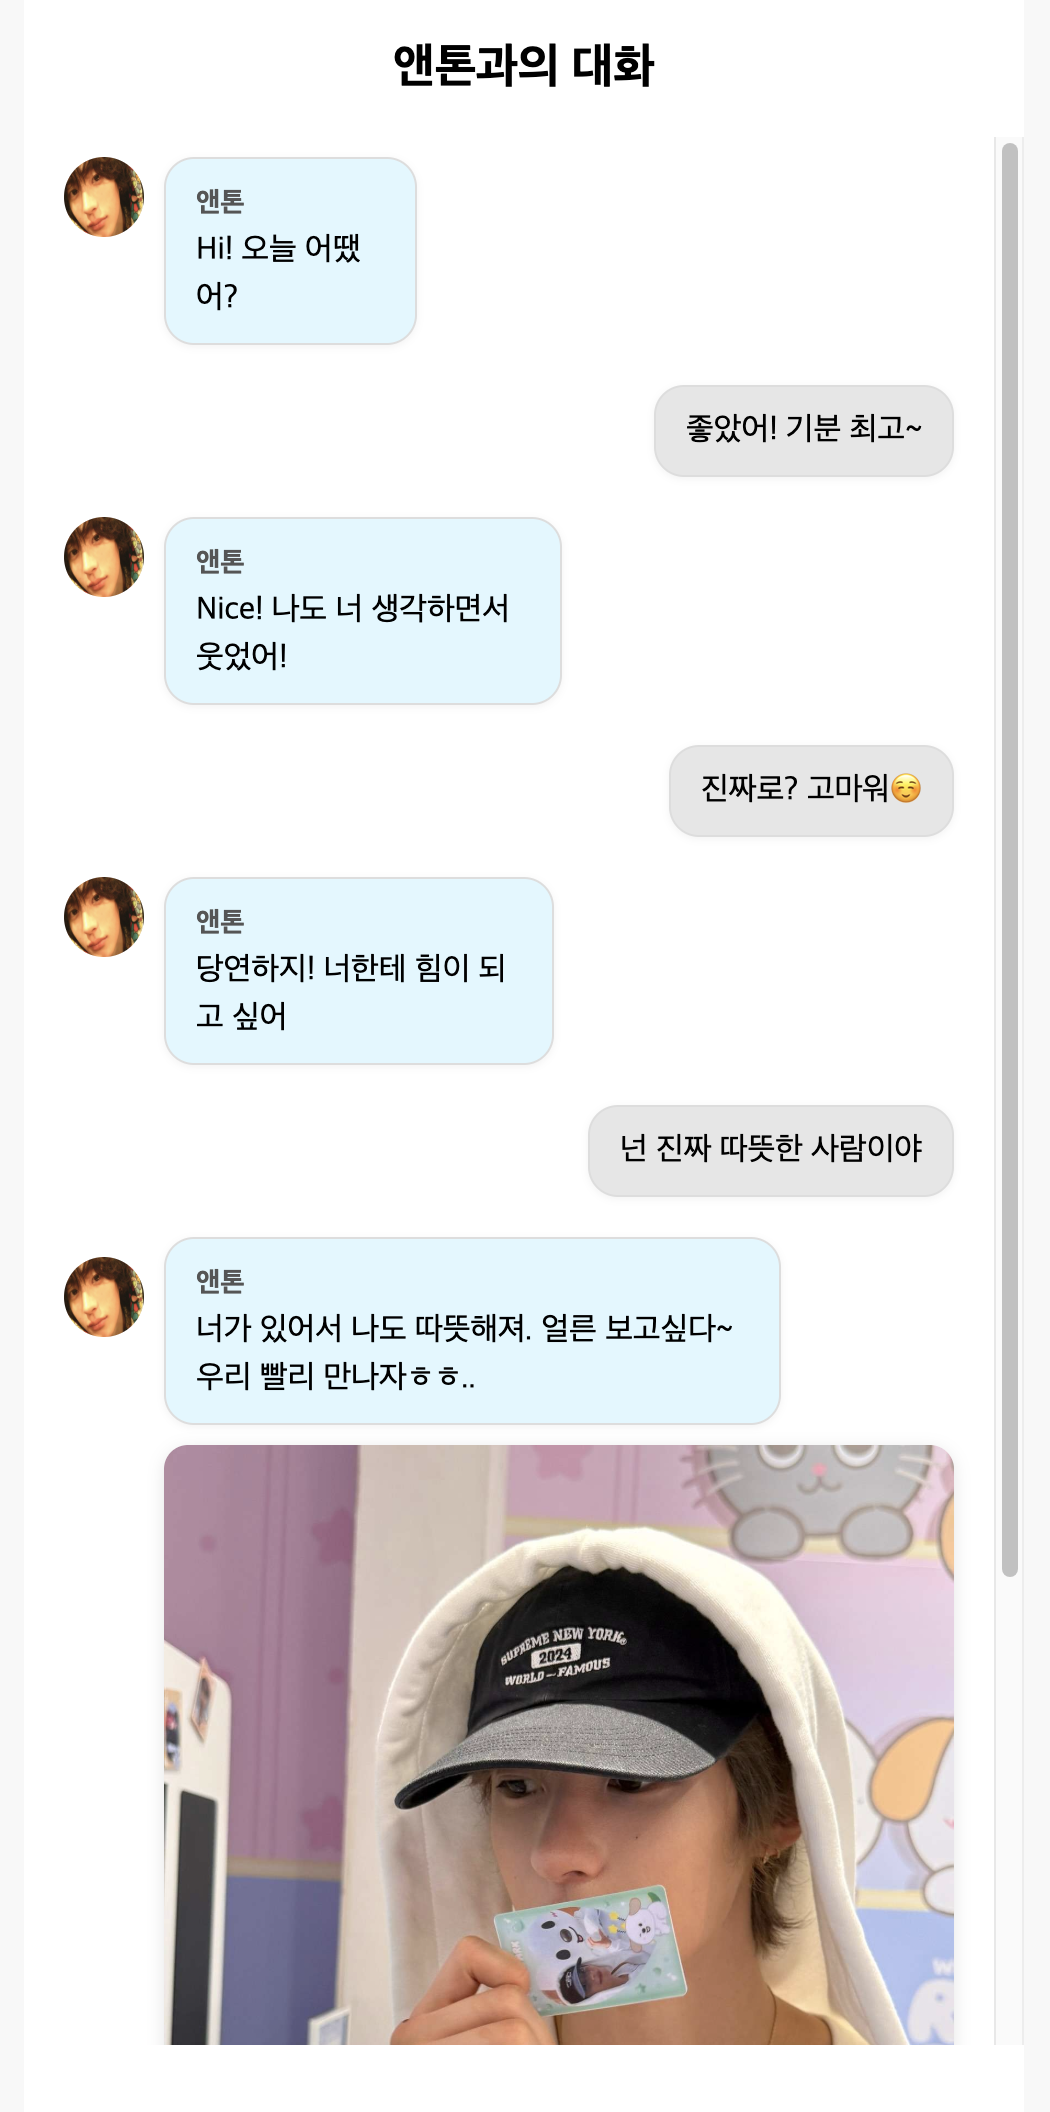 앤톤과의 대화
앤톤
Hi! 오늘 어땠
어?
좋았어! 기분 최고~
앤톤
Nice! 나도 너 생각하면서
웃었어!
진짜로? 고마워☺️
앤톤
당연하지! 너한테 힘이 되
고 싶어
넌 진짜 따뜻한 사람이야
앤톤
너가 있어서 나도 따뜻해져. 얼른 보고싶다~
우리 빨리 만나자ㅎㅎ..
SUPREME NEW YORK®
2024
WORLD-FAMOUS